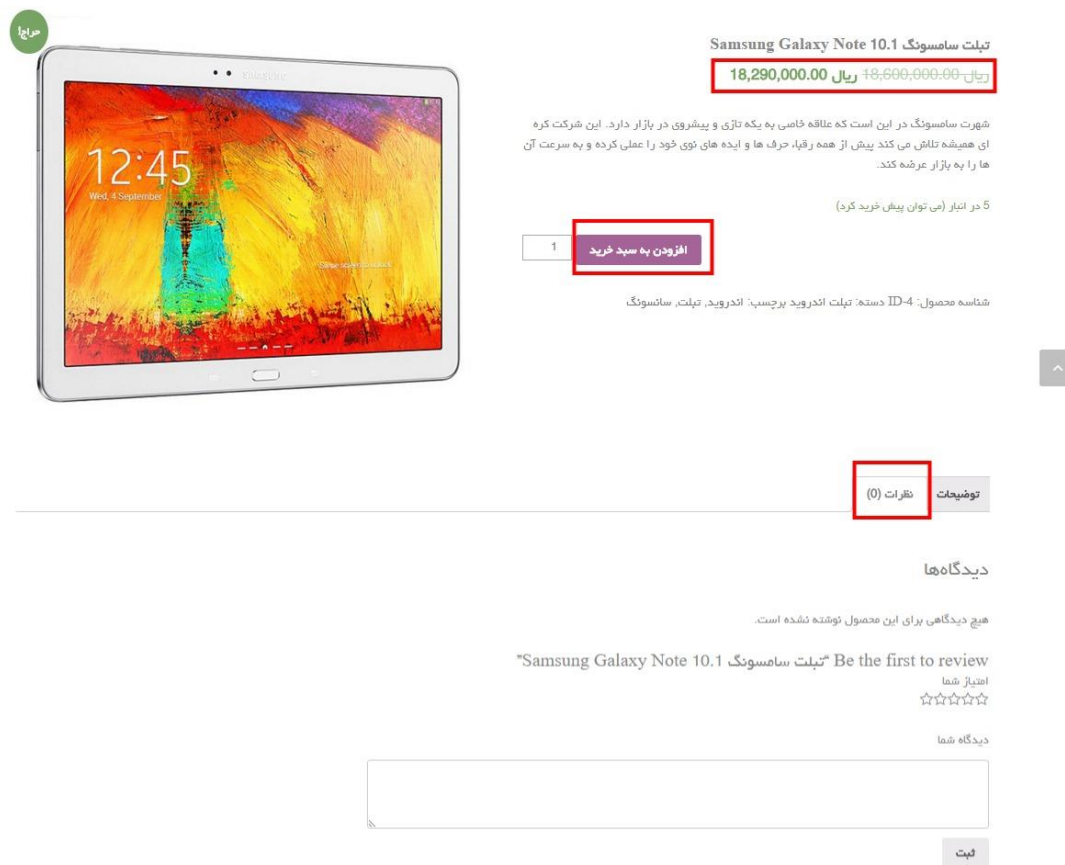 حراج!
SAMSUNG
12:45
Wed, 4 September
تبلت سامسونگ Samsung Galaxy Note 10.1
ریال 18,600,000.00 ریال 18,290,000.00
شهرت سامسونگ در این است که علاقه خاصی به یکه تازی و پیشروی در بازار دارد. این شرکت کره
ای همیشه تلاش می کند پیش از همه رقبا، حرف ها و ایده های نوی خود را عملی کرده و به سرعت آن
ها را به بازار عرضه کند.
5 در انبار (می توان پیش خرید کرد)
افزودن به سبد خرید
1
شناسه محصول: ID-4 دسته: تبلت اندروید برچسب: اندروید, تبلت, سانسونگ
توضیحات
نظرات (0)
دیدگاه‌ها
هیچ دیدگاهی برای این محصول نوشته نشده است.
Be the first to review “تبلت سامسونگ Samsung Galaxy Note 10.1”
امتیاز شما
دیدگاه شما
ثبت